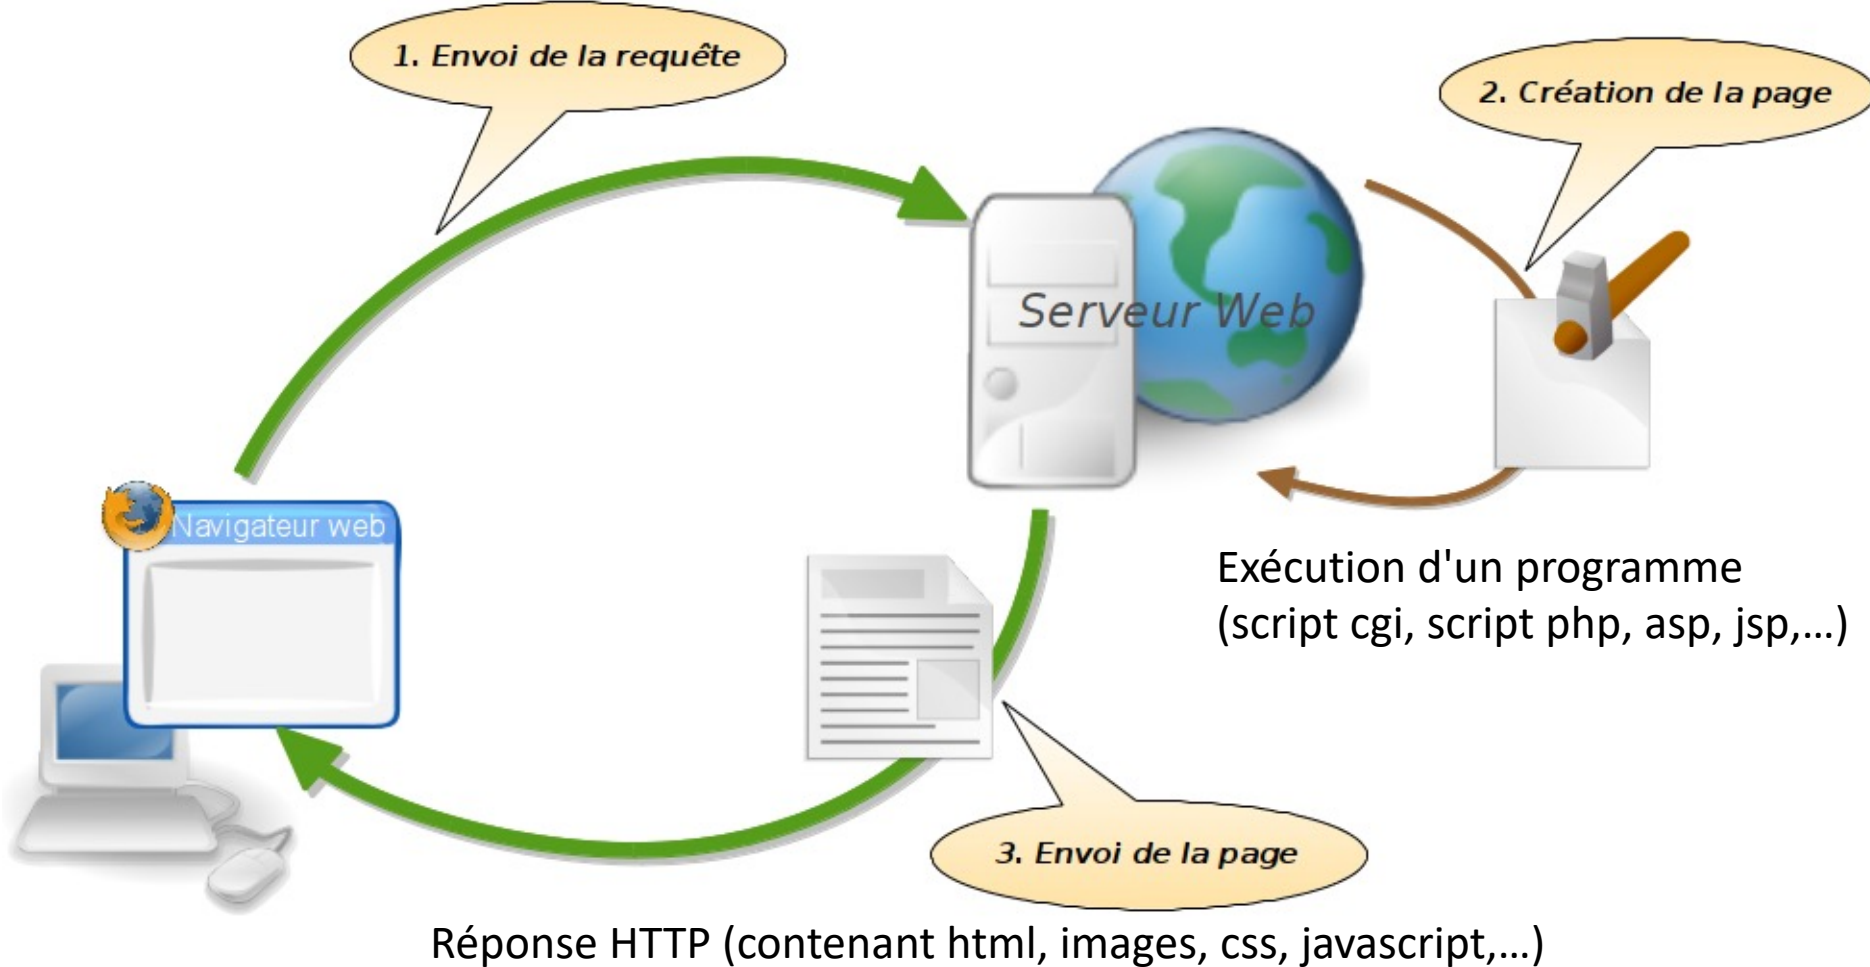 1. Envoi de la requête
2. Création de la page
Serveur Web
Navigateur web
Exécution d'un programme
(script cgi, script php, asp, jsp,...)
3. Envoi de la page
Réponse HTTP (contenant html, images, css, javascript,...)